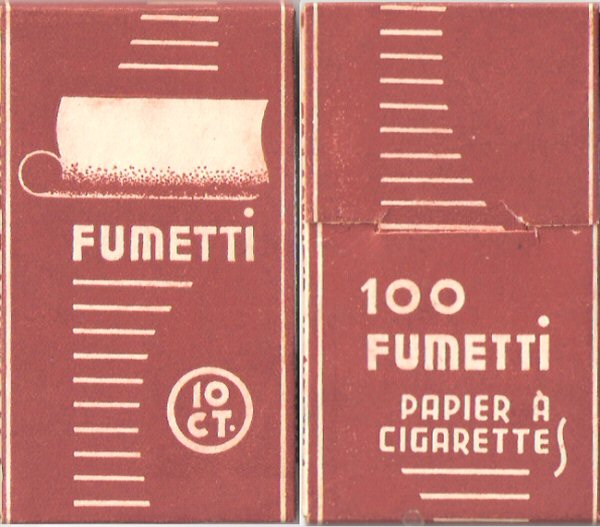 FUMETTi
10
CT.
100
FUMETTi
PAPIER À
CIGARETTES